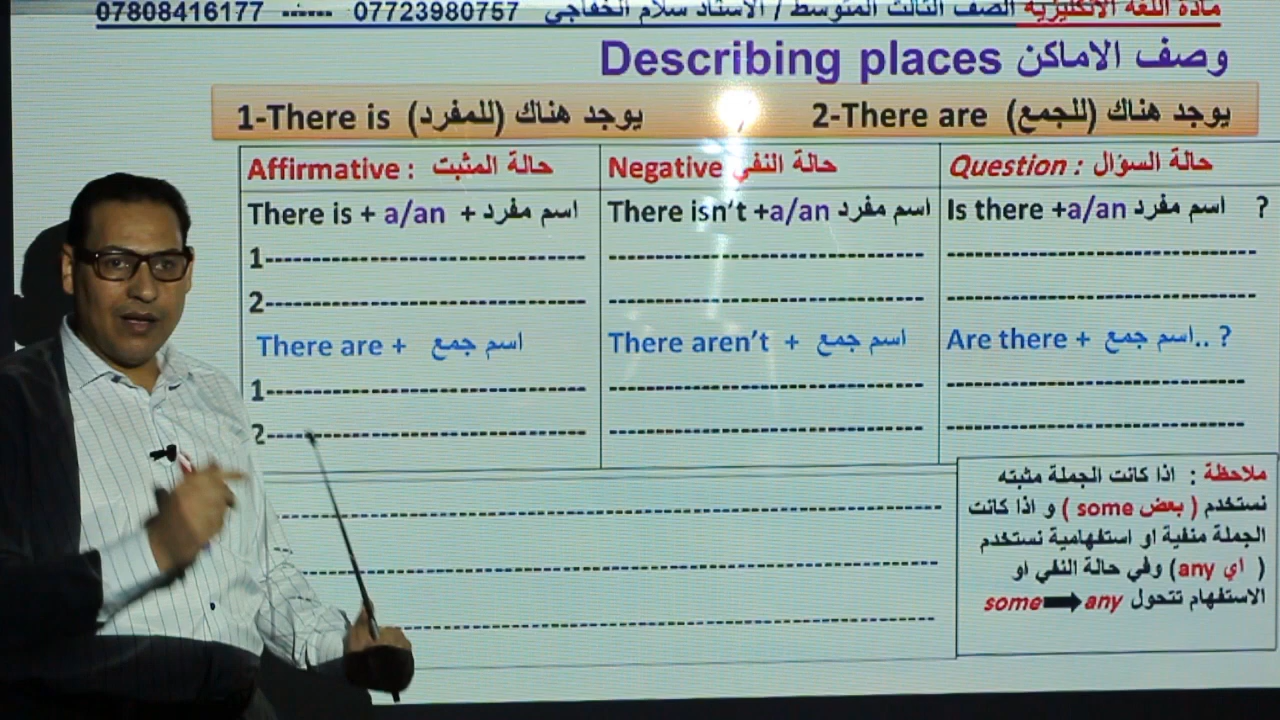 مادة اللغة الانكليزية الصف الثالث المتوسط / الاستاذ سلام الخفاجي 07723980757 ------ 07808416177
Describing places وصف الاماكن
1-There is (للمفرد) يوجد هناك
2-There are (للجمع) يوجد هناك
Affirmative : حالة المثبت
Negative حالة النفي
Question : حالة السؤال
There is + a/an + اسم مفرد
There isn't +a/an اسم مفرد
Is there +a/an اسم مفرد ?
1-
2-
There are + اسم جمع
There aren't + اسم جمع
Are there + اسم جمع.. ?
1-
2-
ملاحظة : اذا كانت الجملة مثبته
نستخدم ( بعض some ) و اذا كانت
الجملة منفية او استفهامية نستخدم
( اي any) وفي حالة النفي او
الاستفهام تتحول some➡any